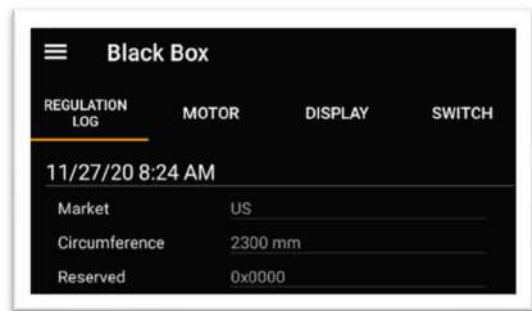 Black Box
REGULATION LOG MOTOR DISPLAY SWITCH
11/27/20 8:24 AM
Market US
Circumference 2300 mm
Reserved 0x0000